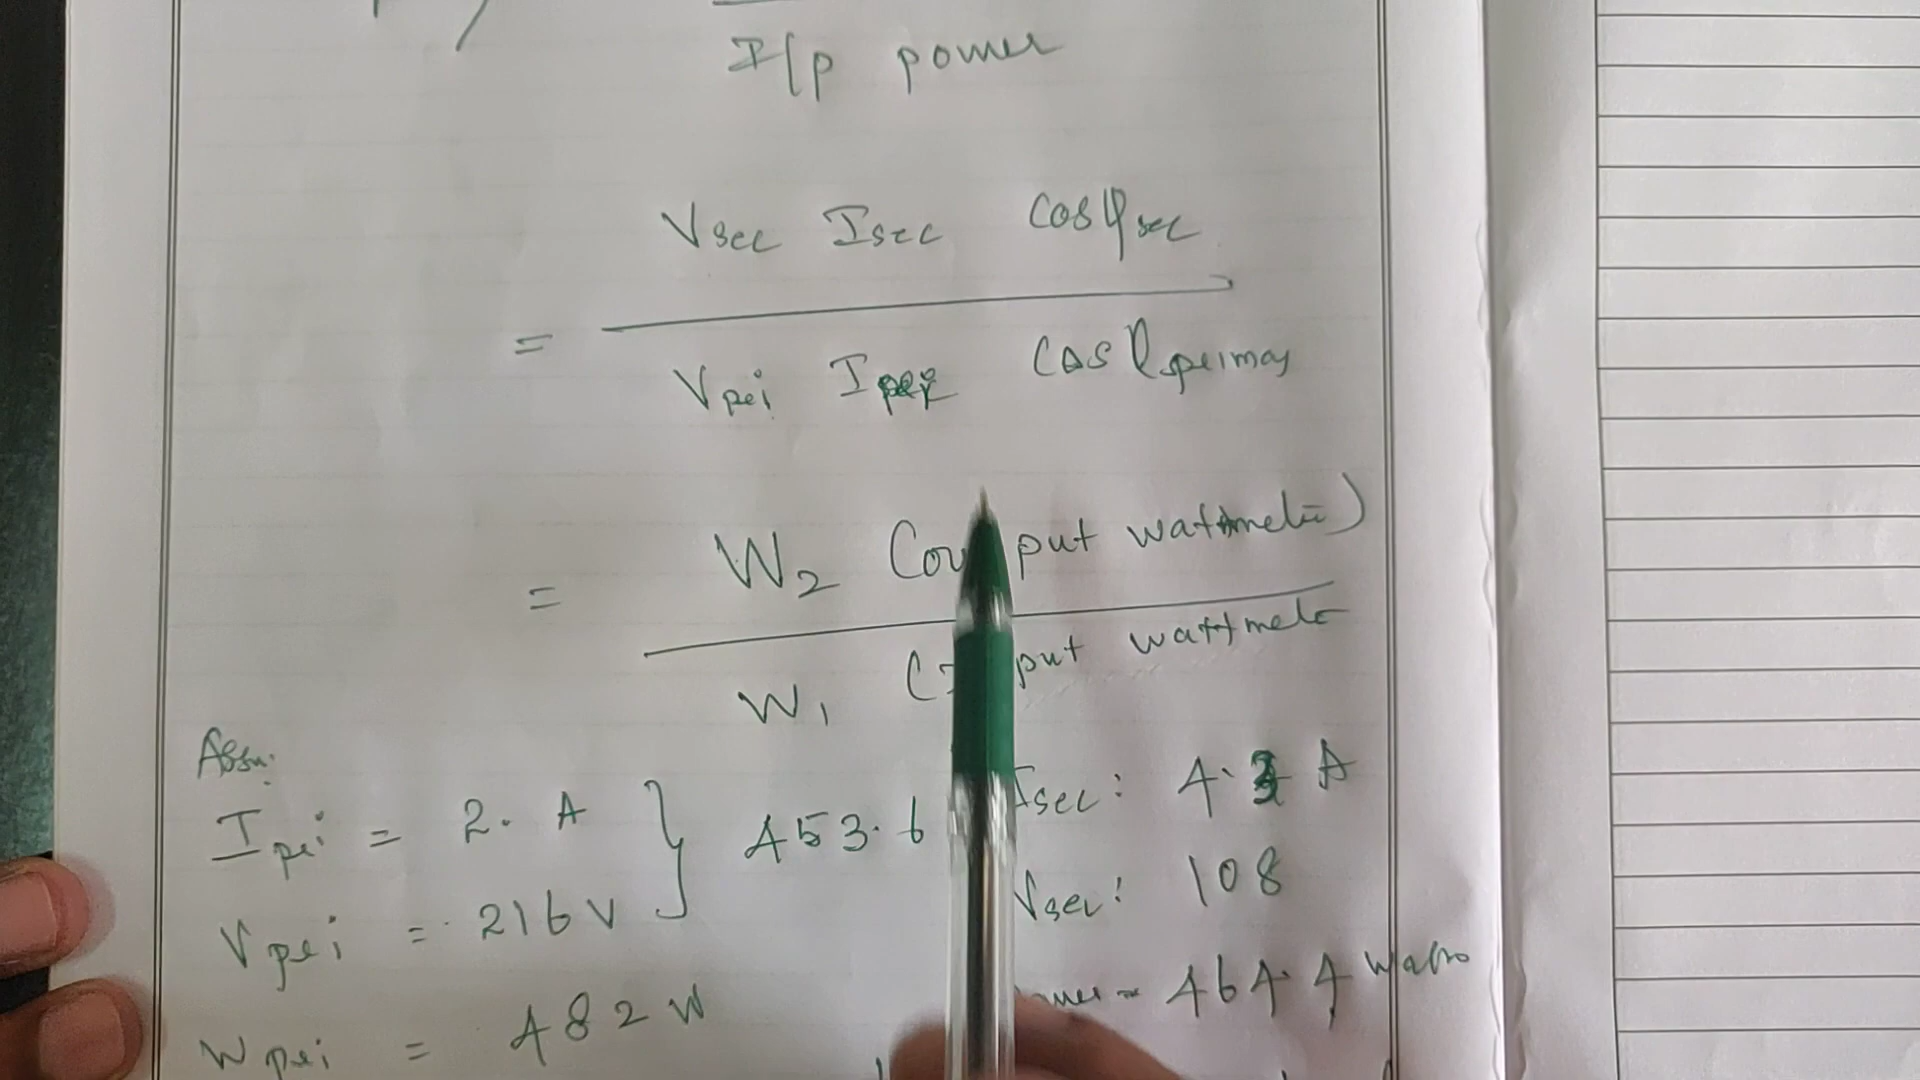 I/p power
Vsec Isec cosφsec
=
Vpri Ipri cosφprimary
= W2 (output wattmeter)
W1 (Input wattmeter
Assu.
Ipri = 2. A
453.6
Vpri = 216 V
Wpri = 482 W
Isec: 4.3 A
Vsec: 108
= 464.4 watts